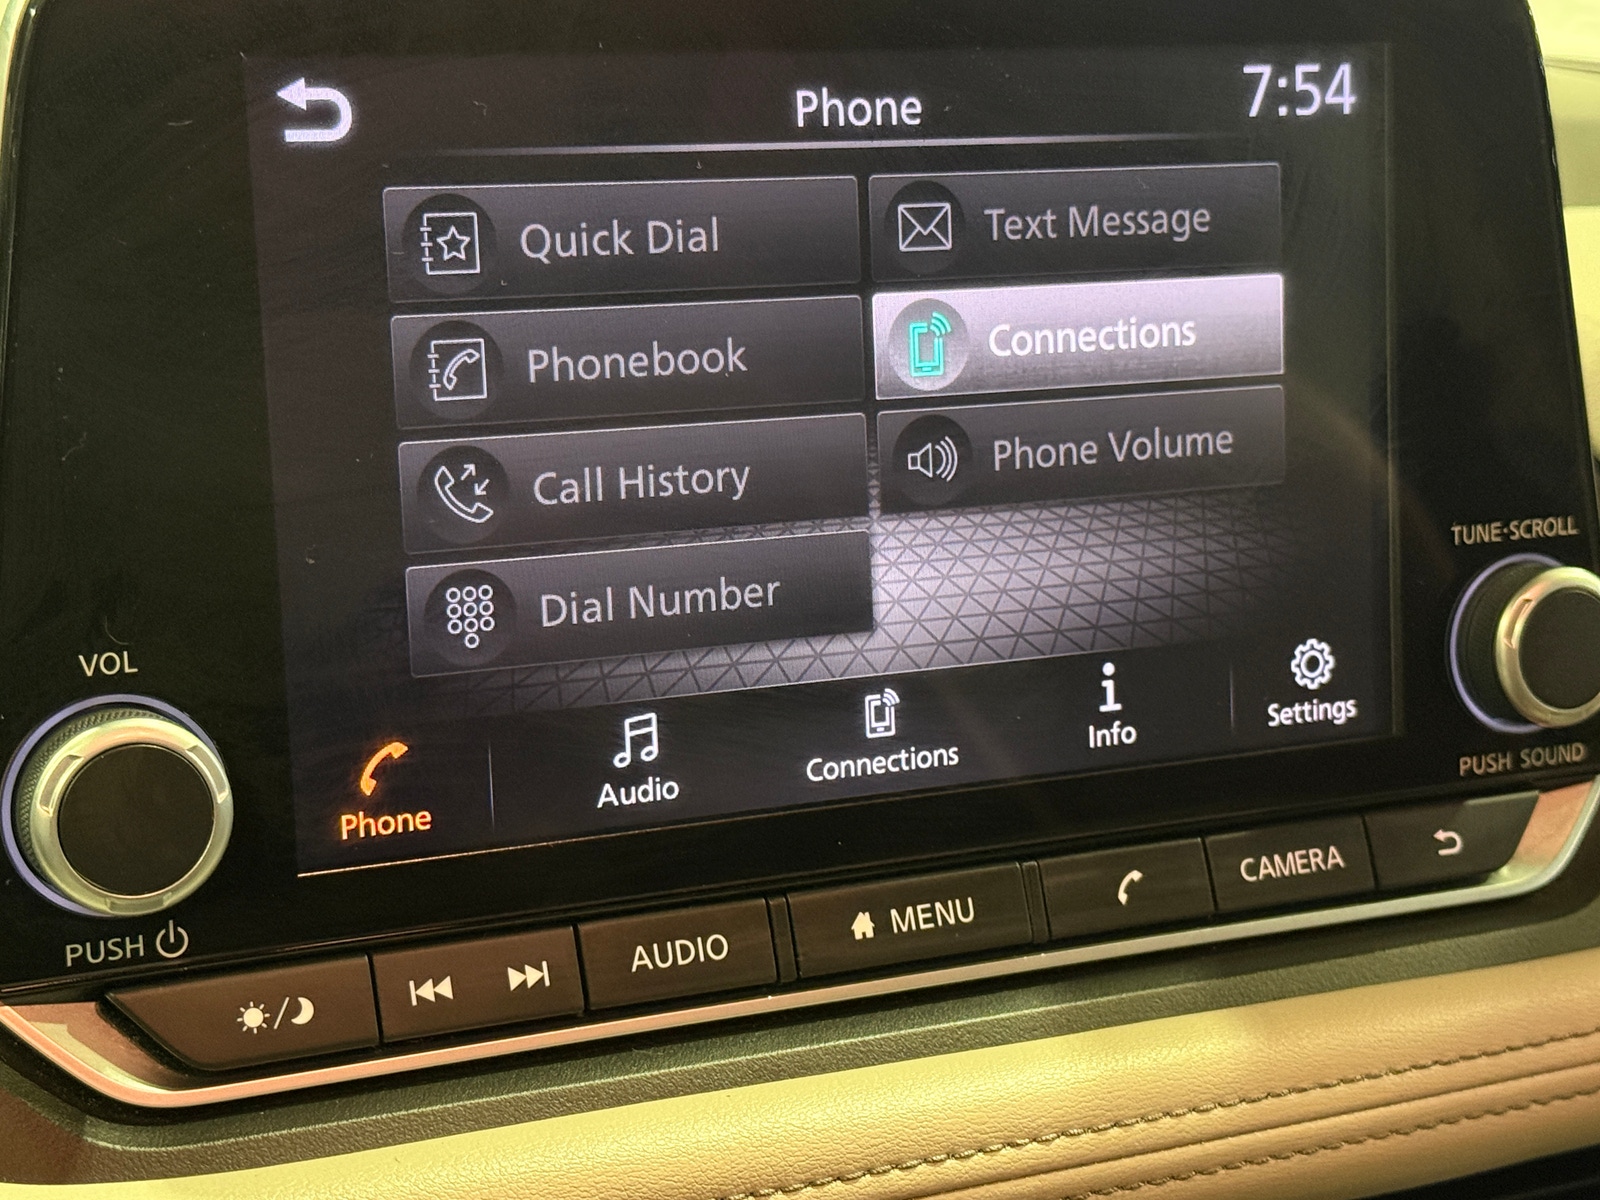 Phone
7:54
Quick Dial
Text Message
Phonebook
Connections
Call History
Phone Volume
Dial Number
Phone
Audio
Connections
Info
Settings
VOL
PUSH
TUNE·SCROLL
PUSH SOUND
AUDIO
MENU
CAMERA